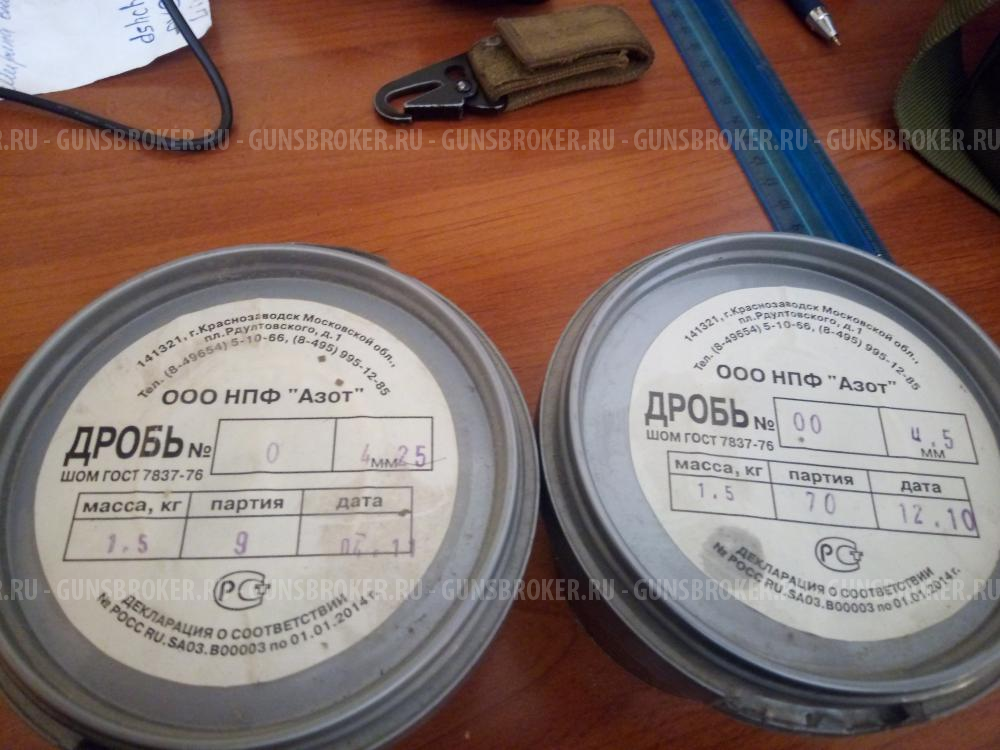 dshch
GUNSBROKER.RU - GUNSBROKER.RU - GUNSBROKER.RU - GUNSBROKER.RU - GUNSBROKER.RU
141321, г.Краснозаводск Московской обл.,
пл.Рдултовского, д.1
Тел. (8-49654) 5-10-66, (8-495) 995-12-85
ООО НПФ "Азот"
ДРОБЬ № 0 4,25 мм
ШОМ ГОСТ 7837-76
масса, кг партия дата
1.5 9
РСТ
ДЕКЛАРАЦИЯ О СООТВЕТСТВИИ
№ РОСС RU.SA03.B00003 по 01.01.2014 г.
141321, г.Краснозаводск Московской обл.,
пл.Рдултовского, д.1
Тел. (8-49654) 5-10-66, (8-495) 995-12-85
ООО НПФ "Азот"
ДРОБЬ № 00 4.5 мм
ШОМ ГОСТ 7837-76
масса, кг партия дата
1.5 70 12.10
РСТ
ДЕКЛАРАЦИЯ О СООТВЕТСТВИИ
№ РОСС RU.SA03.B00003 по 01.01.2014г.
GUNSBROKER.RU - GUNSBROKER.RU - GUNSBROKER.RU - GUNSBROKER.RU - GUNSBROKER.RU